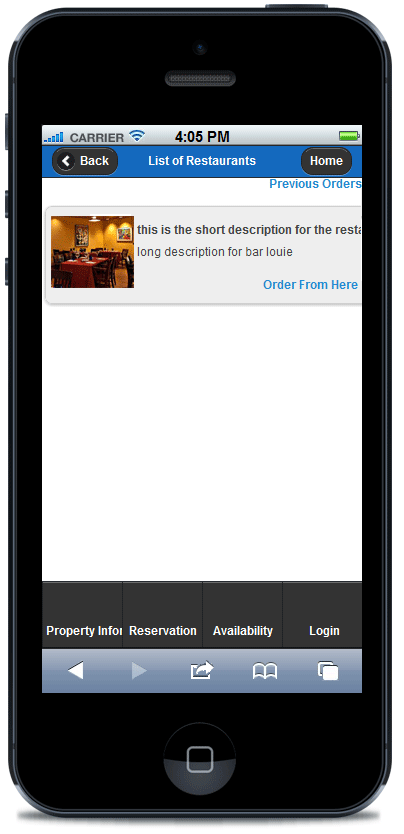 CARRIER 4:05 PM
Back List of Restaurants Home
Previous Orders
this is the short description for the resta
long description for bar louie
Order From Here
Property Infor Reservation Availability Login